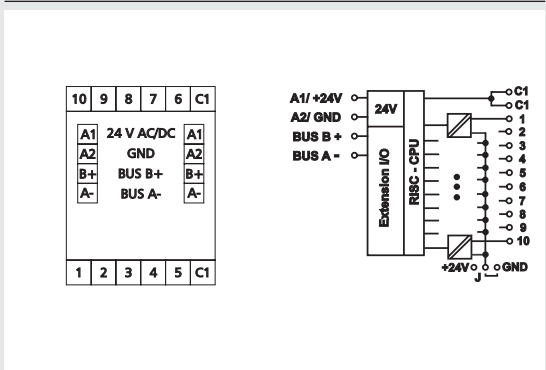 10 9 8 7 6 C1
A1 24 V AC/DC A1
A2 GND A2
B+ BUS B+ B+
A- BUS A- A-
1 2 3 4 5 C1
A1/ +24V
A2/ GND
BUS B +
BUS A -
24V
Extension I/O
RISC - CPU
C1
C1
1
2
3
4
5
6
7
8
9
10
+24V GND
J